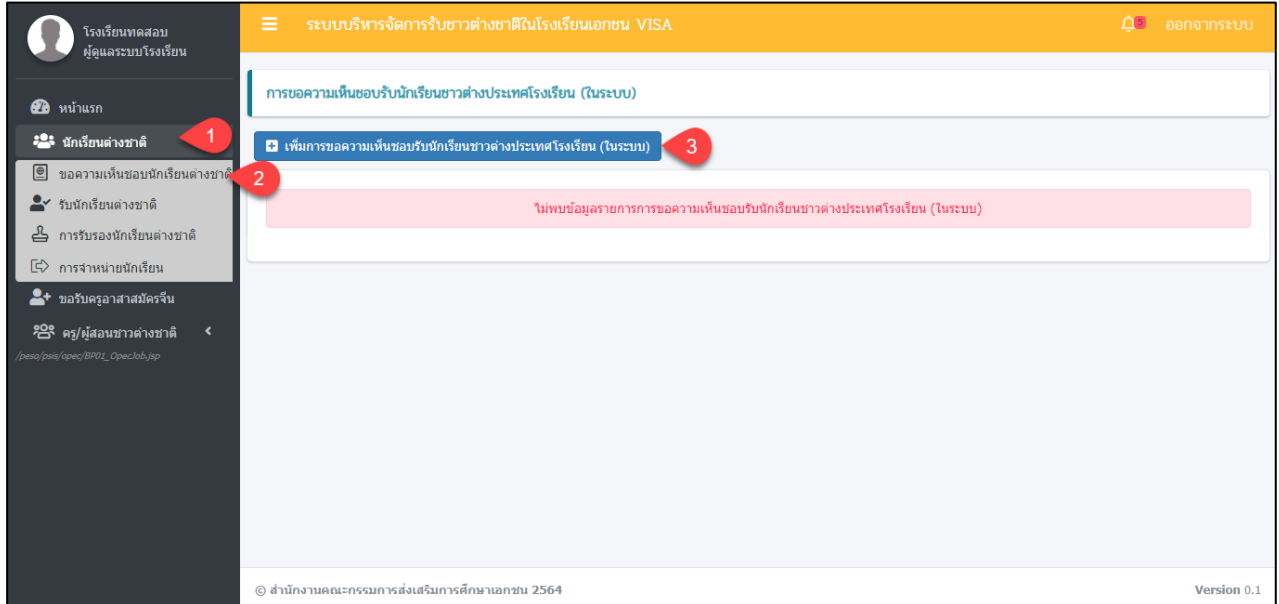 โรงเรียนทดสอบ
ผู้ดูแลระบบโรงเรียน
ระบบบริหารจัดการรับชาวต่างชาติในโรงเรียนเอกชน VISA
5
ออกจากระบบ
หน้าแรก
นักเรียนต่างชาติ
1
ขอความเห็นชอบนักเรียนต่างชาติ
2
รับนักเรียนต่างชาติ
การรับรองนักเรียนต่างชาติ
การจำหน่ายนักเรียน
ขอรับครูอาสาสมัครจีน
ครู/ผู้สอนชาวต่างชาติ
/peso/psis/opec/BP01_OpecJob.jsp
การขอความเห็นชอบรับนักเรียนชาวต่างประเทศโรงเรียน (ในระบบ)
เพิ่มการขอความเห็นชอบรับนักเรียนชาวต่างประเทศโรงเรียน (ในระบบ)
3
ไม่พบข้อมูลรายการการขอความเห็นชอบรับนักเรียนชาวต่างประเทศโรงเรียน (ในระบบ)
© สำนักงานคณะกรรมการส่งเสริมการศึกษาเอกชน 2564
Version 0.1